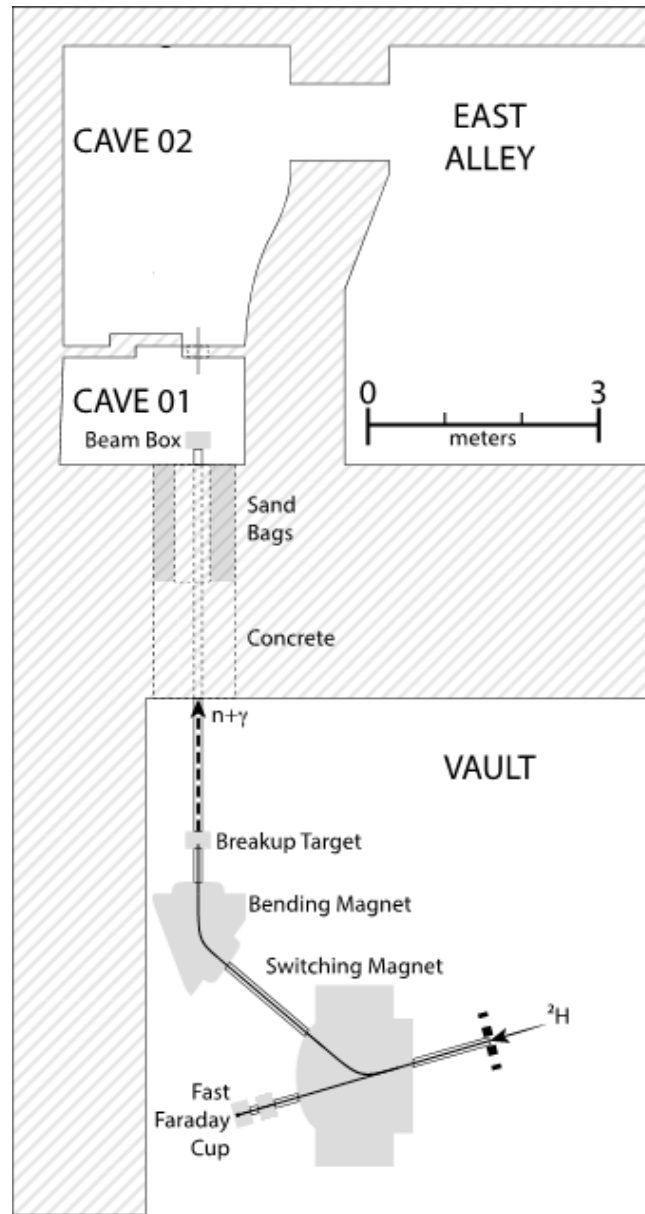 CAVE 02
EAST
ALLEY
CAVE 01
0 3
meters
Beam Box
Sand
Bags
Concrete
n+γ
VAULT
Breakup Target
Bending Magnet
Switching Magnet
²H
Fast
Faraday
Cup